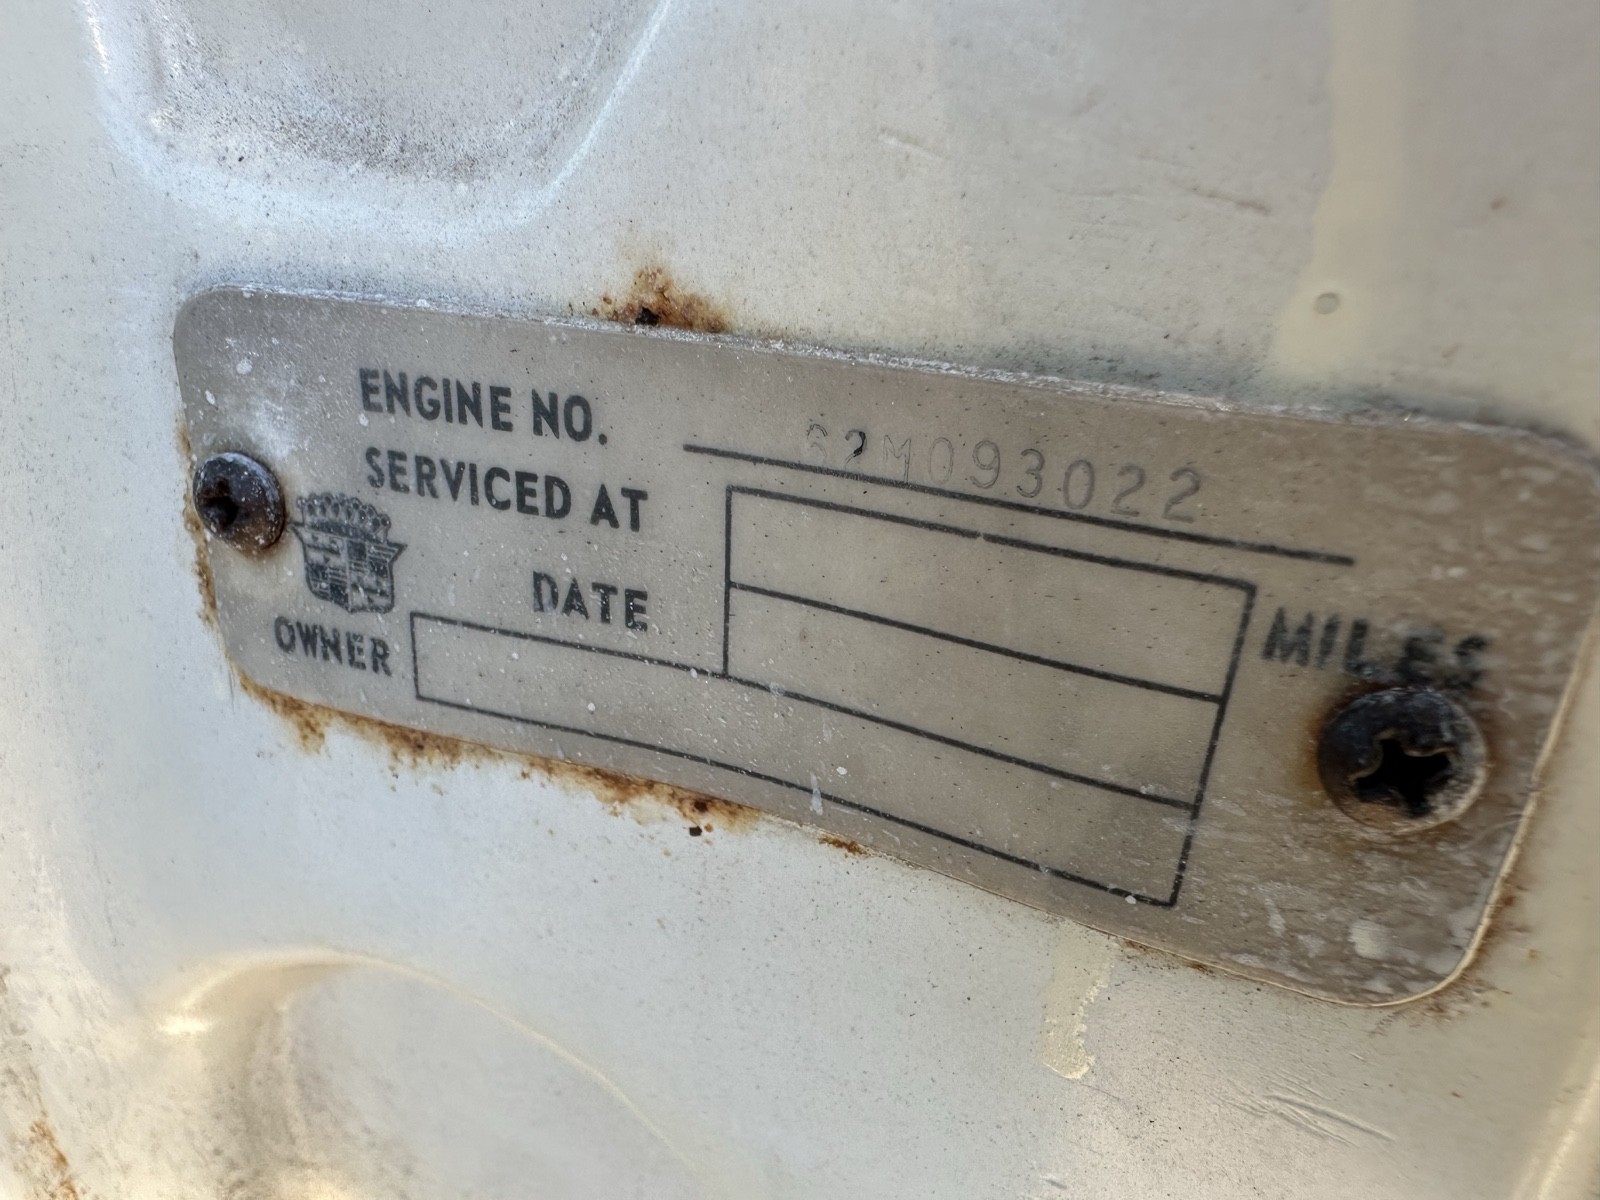 ENGINE NO. 62M093022
SERVICED AT
DATE
MILES
OWNER